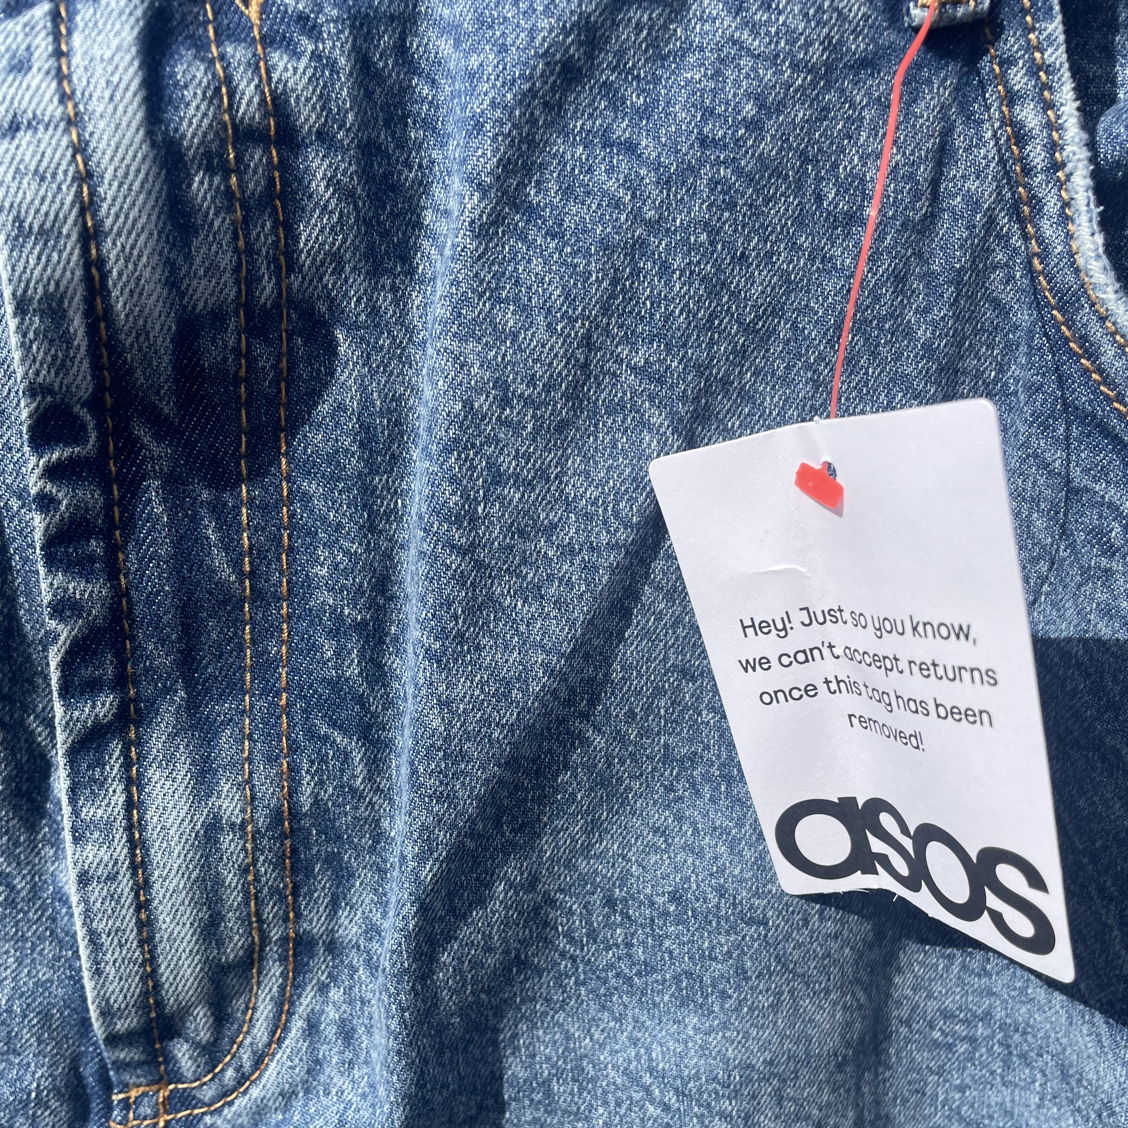 Hey! Just so you know,
we can't accept returns
once this tag has been
removed!
asos